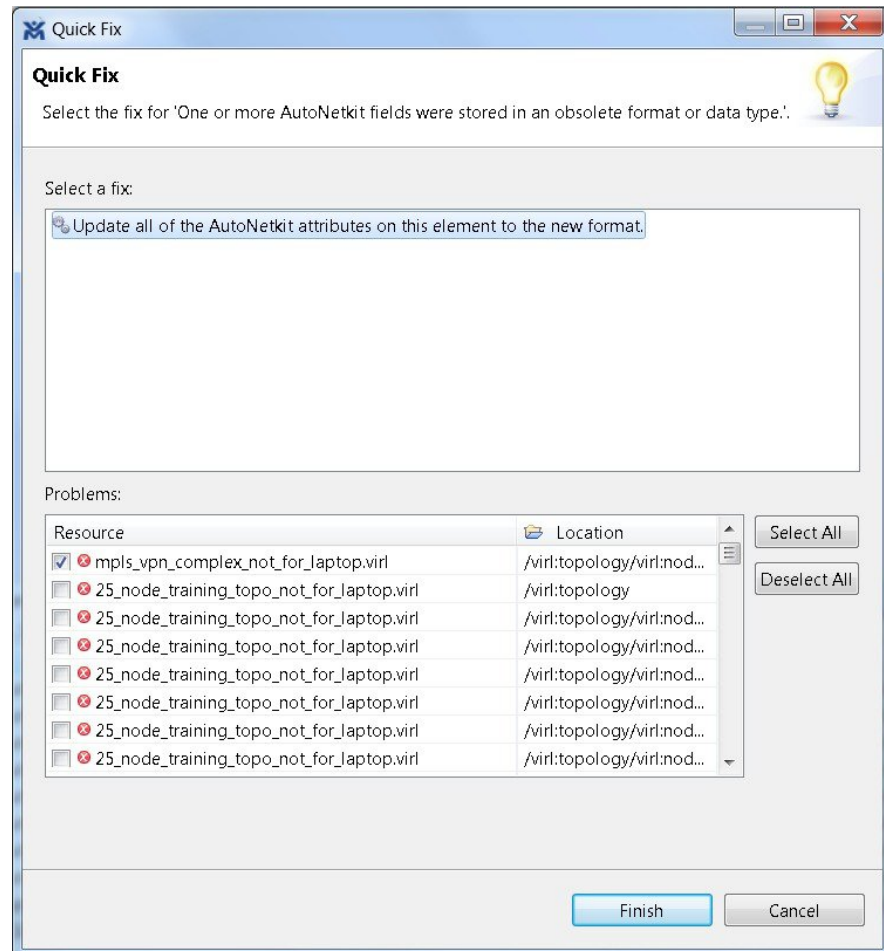 Quick Fix
Quick Fix
Select the fix for 'One or more AutoNetkit fields were stored in an obsolete format or data type.'.
Select a fix:
Update all of the AutoNetkit attributes on this element to the new format.
Problems:
Resource Location
mpls_vpn_complex_not_for_laptop.virl /virl:topology/virl:nod...
25_node_training_topo_not_for_laptop.virl /virl:topology
25_node_training_topo_not_for_laptop.virl /virl:topology/virl:nod...
25_node_training_topo_not_for_laptop.virl /virl:topology/virl:nod...
25_node_training_topo_not_for_laptop.virl /virl:topology/virl:nod...
25_node_training_topo_not_for_laptop.virl /virl:topology/virl:nod...
25_node_training_topo_not_for_laptop.virl /virl:topology/virl:nod...
25_node_training_topo_not_for_laptop.virl /virl:topology/virl:nod...
Select All
Deselect All
Finish Cancel